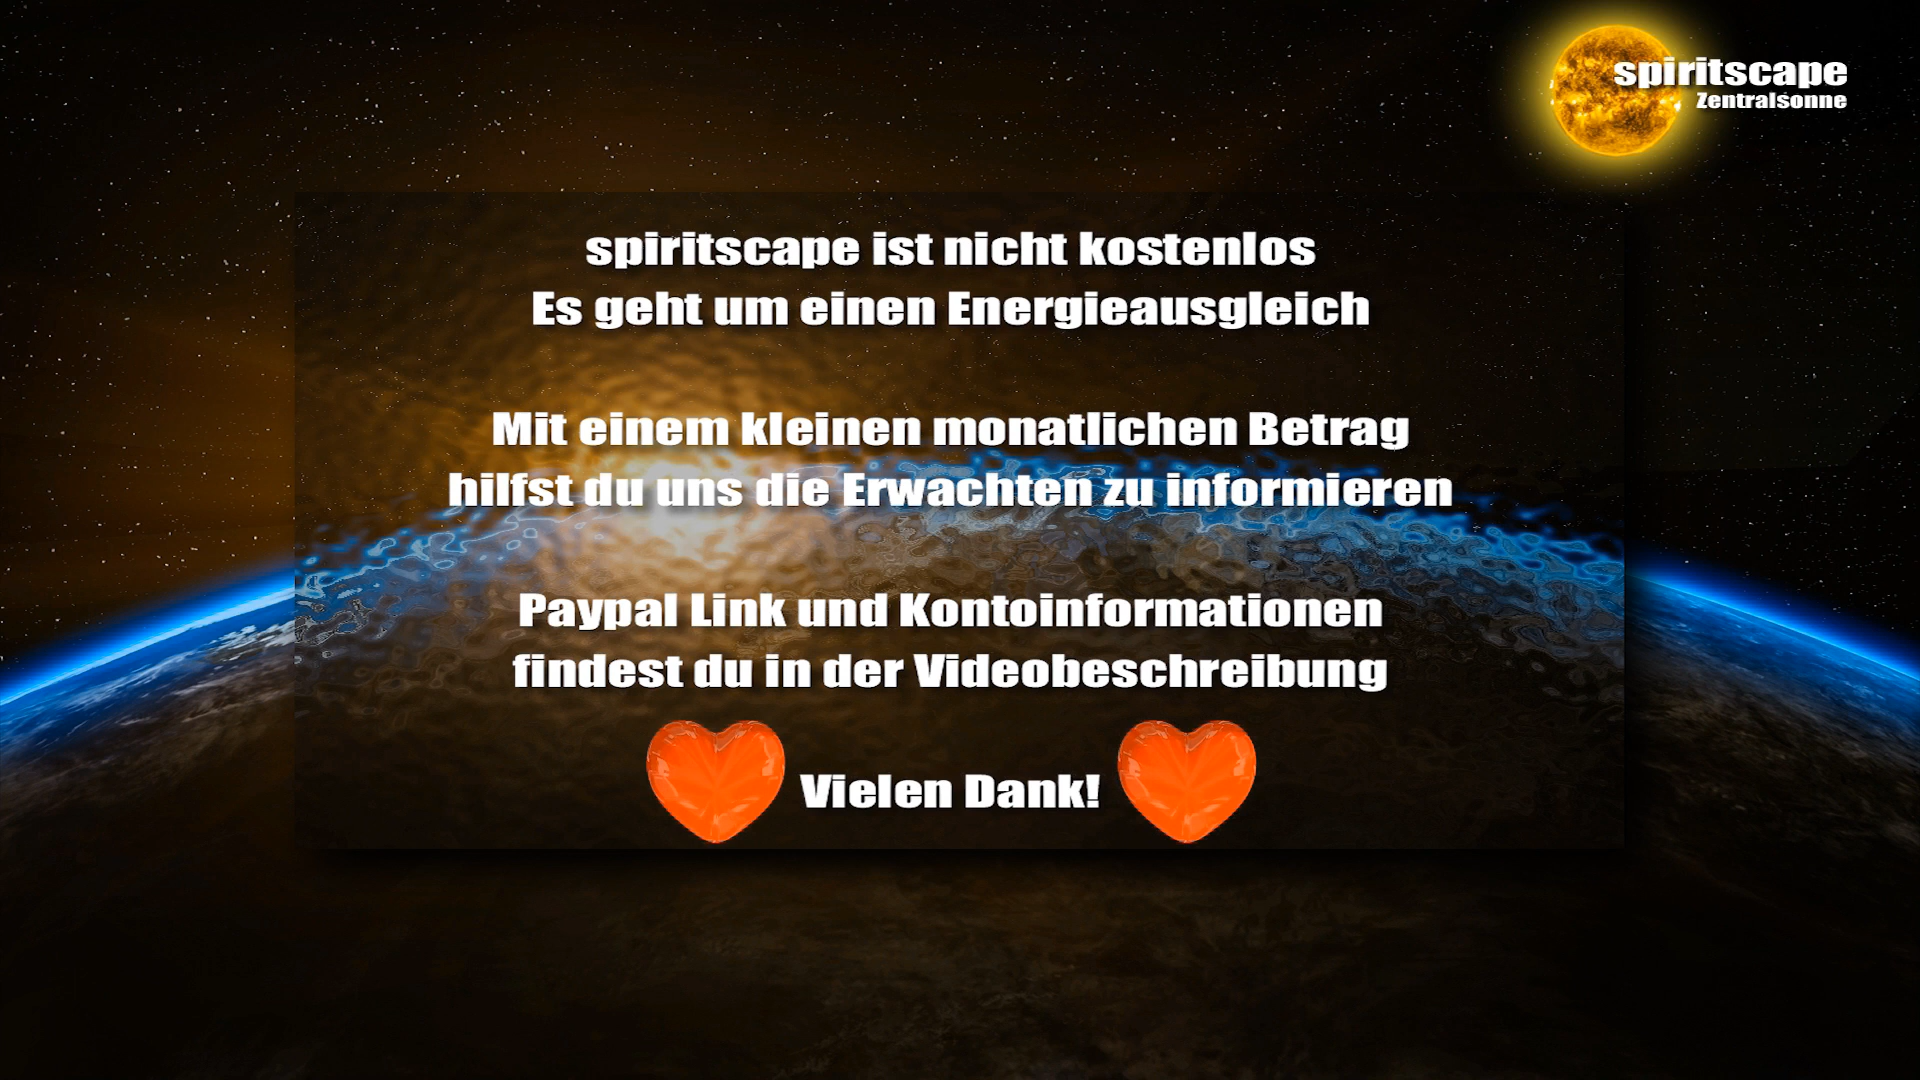 spiritscape
Zentralsonne
spiritscape ist nicht kostenlos
Es geht um einen Energieausgleich
Mit einem kleinen monatlichen Betrag
hilfst du uns die Erwachten zu informieren
Paypal Link und Kontoinformationen
findest du in der Videobeschreibung
Vielen Dank!